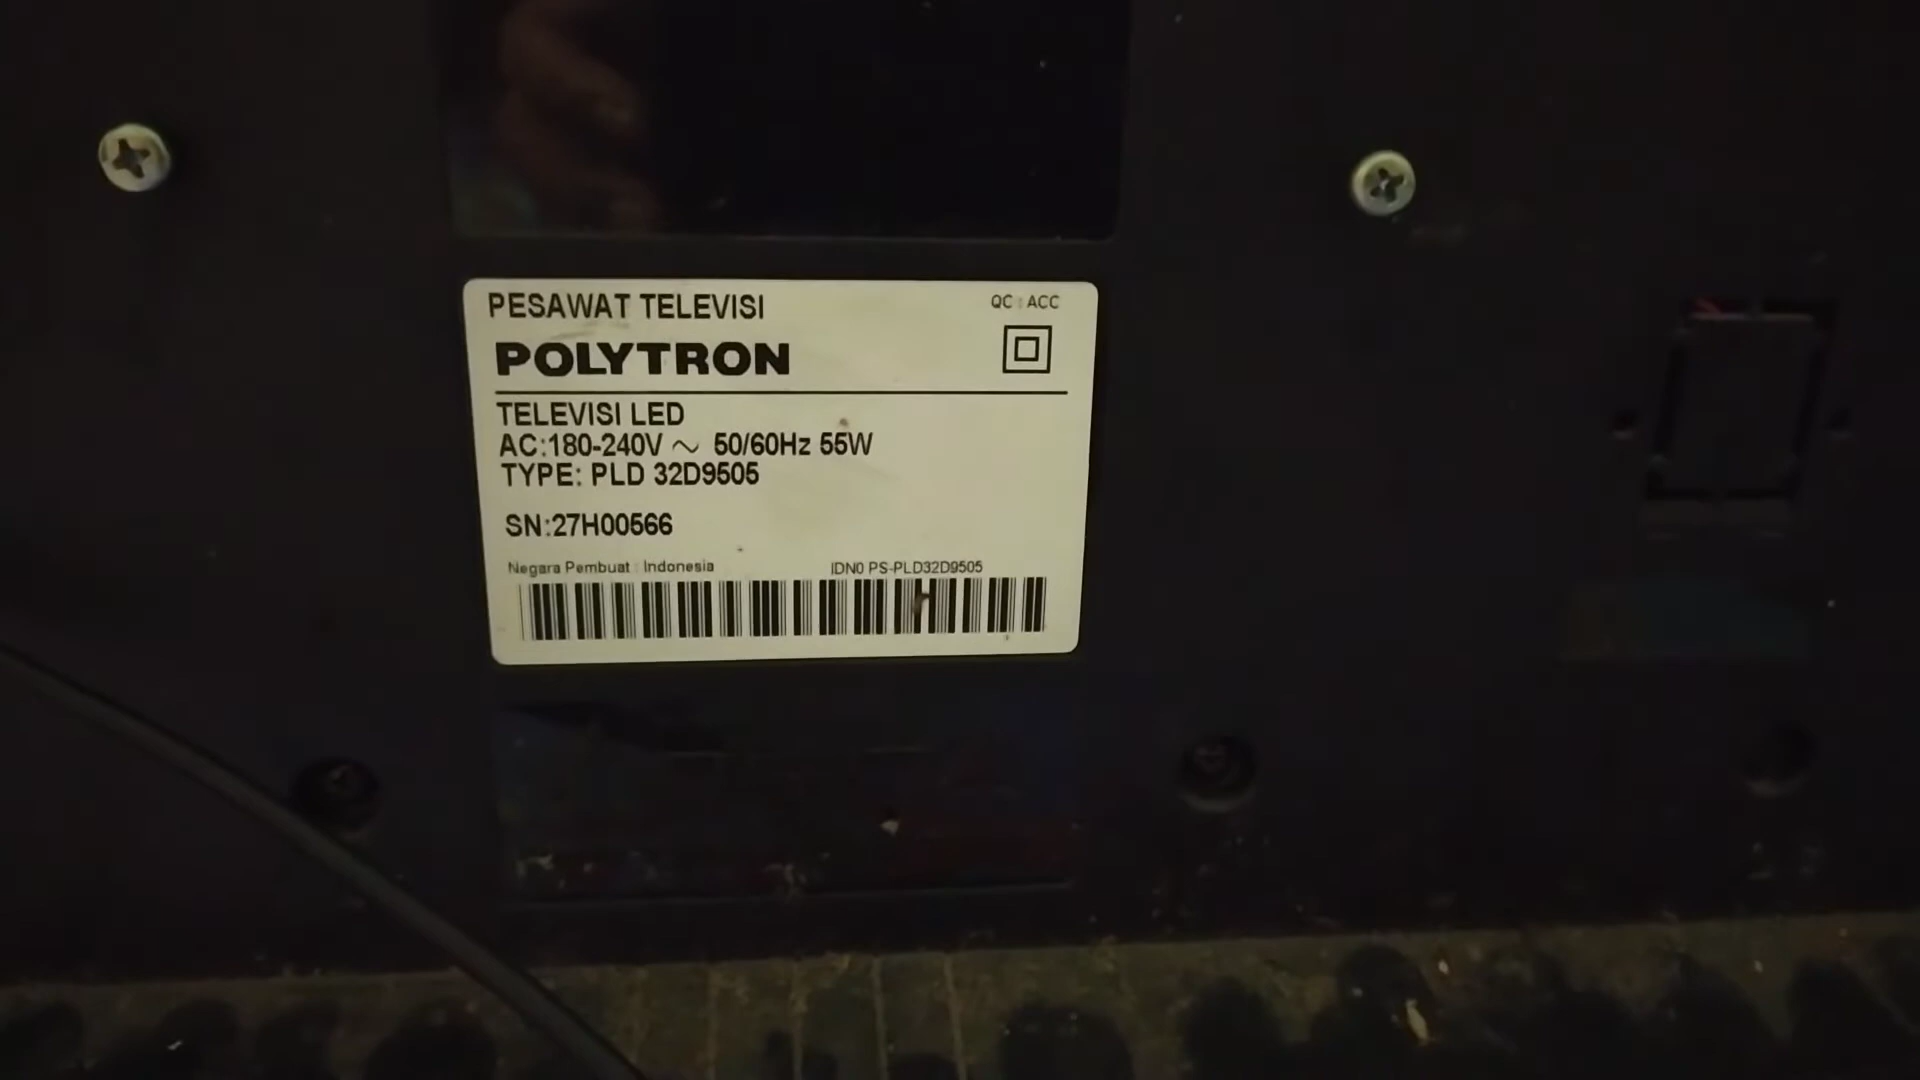 PESAWAT TELEVISI
QC : ACC
POLYTRON
TELEVISI LED
AC:180-240V ~ 50/60Hz 55W
TYPE: PLD 32D9505
SN:27H00566
Negara Pembuat : Indonesia
IDN0 PS-PLD32D9505